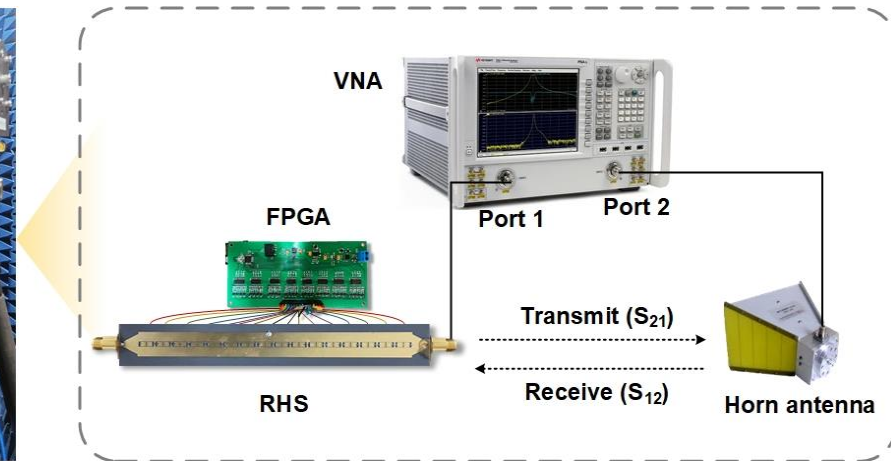 VNA
Port 1
Port 2
FPGA
Transmit (S₂₁)
Receive (S₁₂)
RHS
Horn antenna